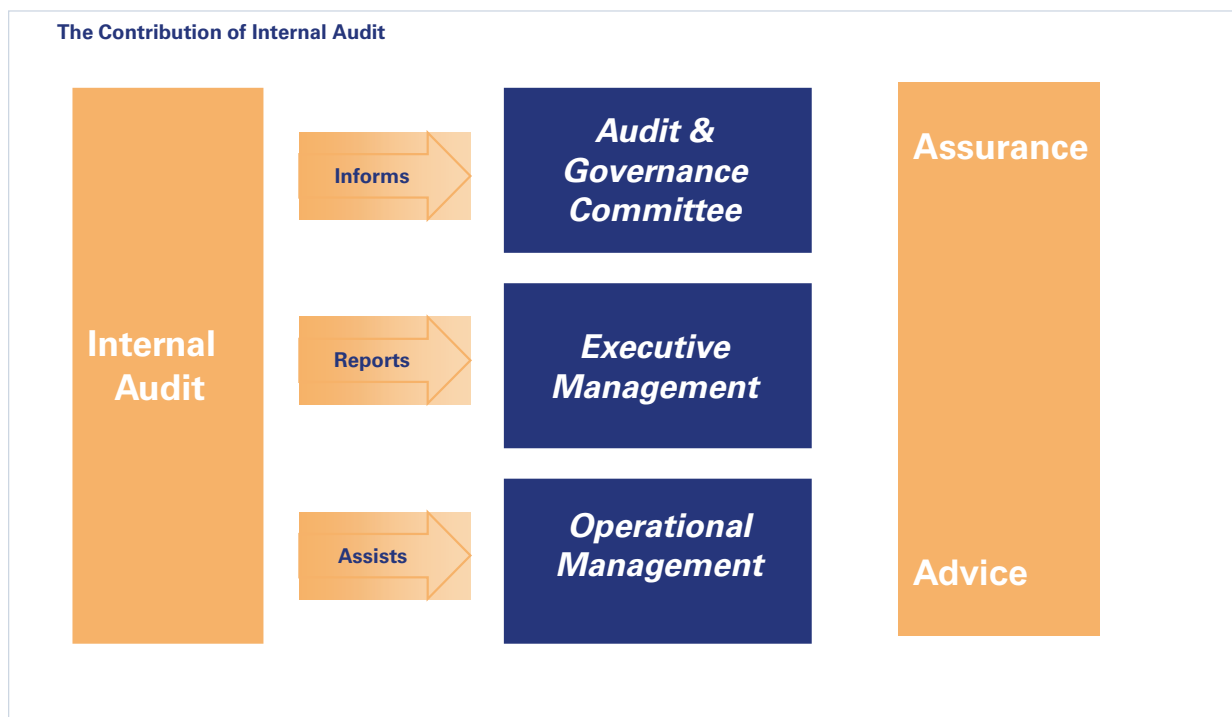 The Contribution of Internal Audit
Internal
Audit
Informs
Audit &
Governance
Committee
Reports
Executive
Management
Assists
Operational
Management
Assurance
Advice